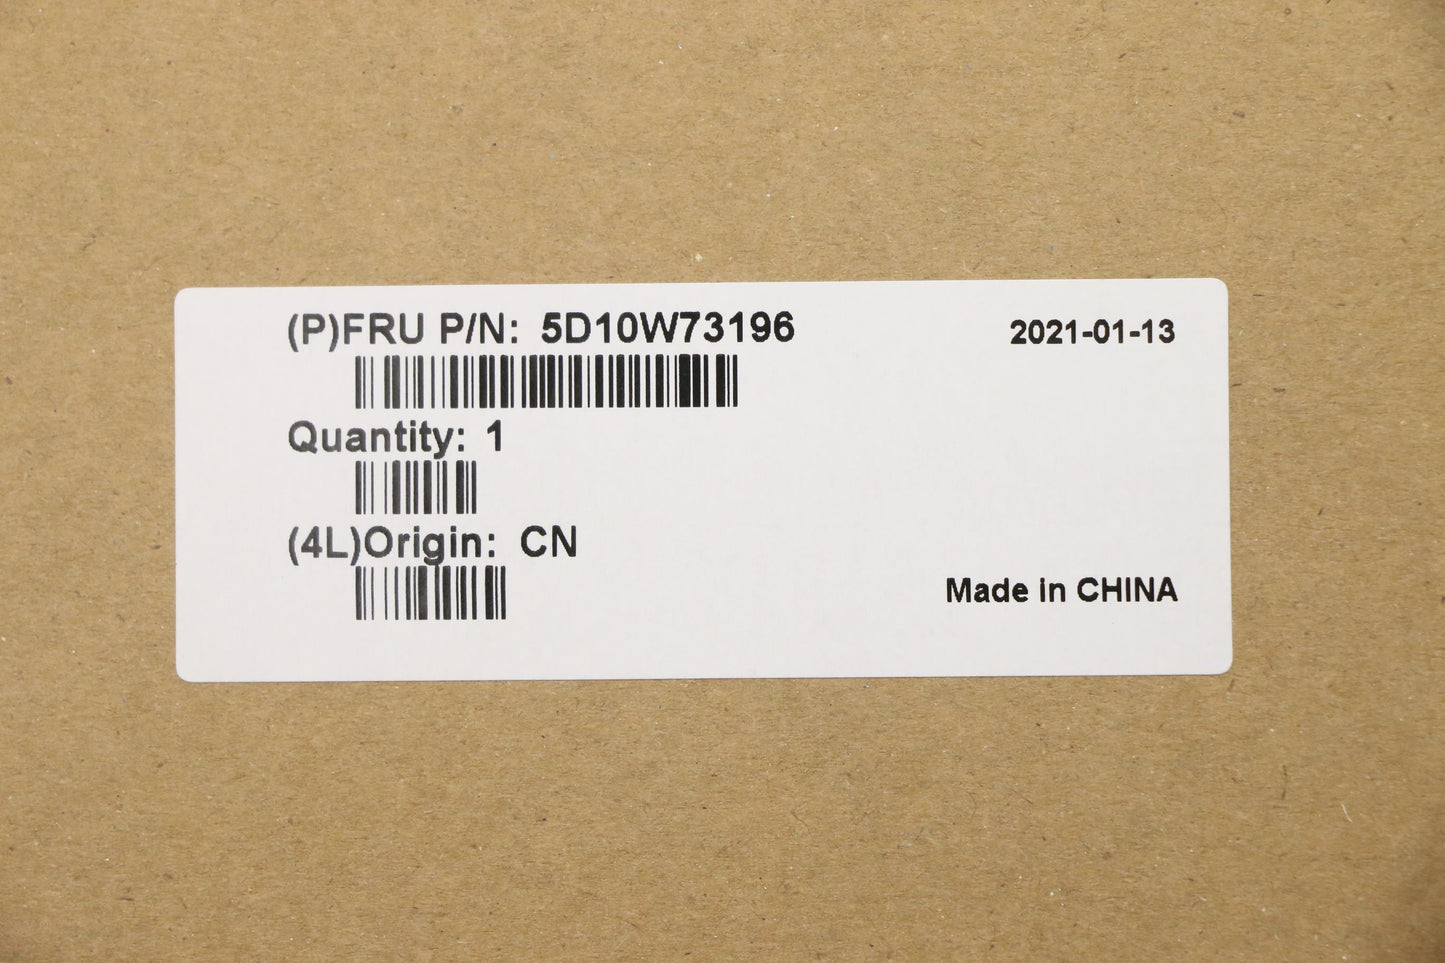 (P)FRU P/N: 5D10W73196 2021-01-13
Quantity: 1
(4L)Origin: CN
Made in CHINA